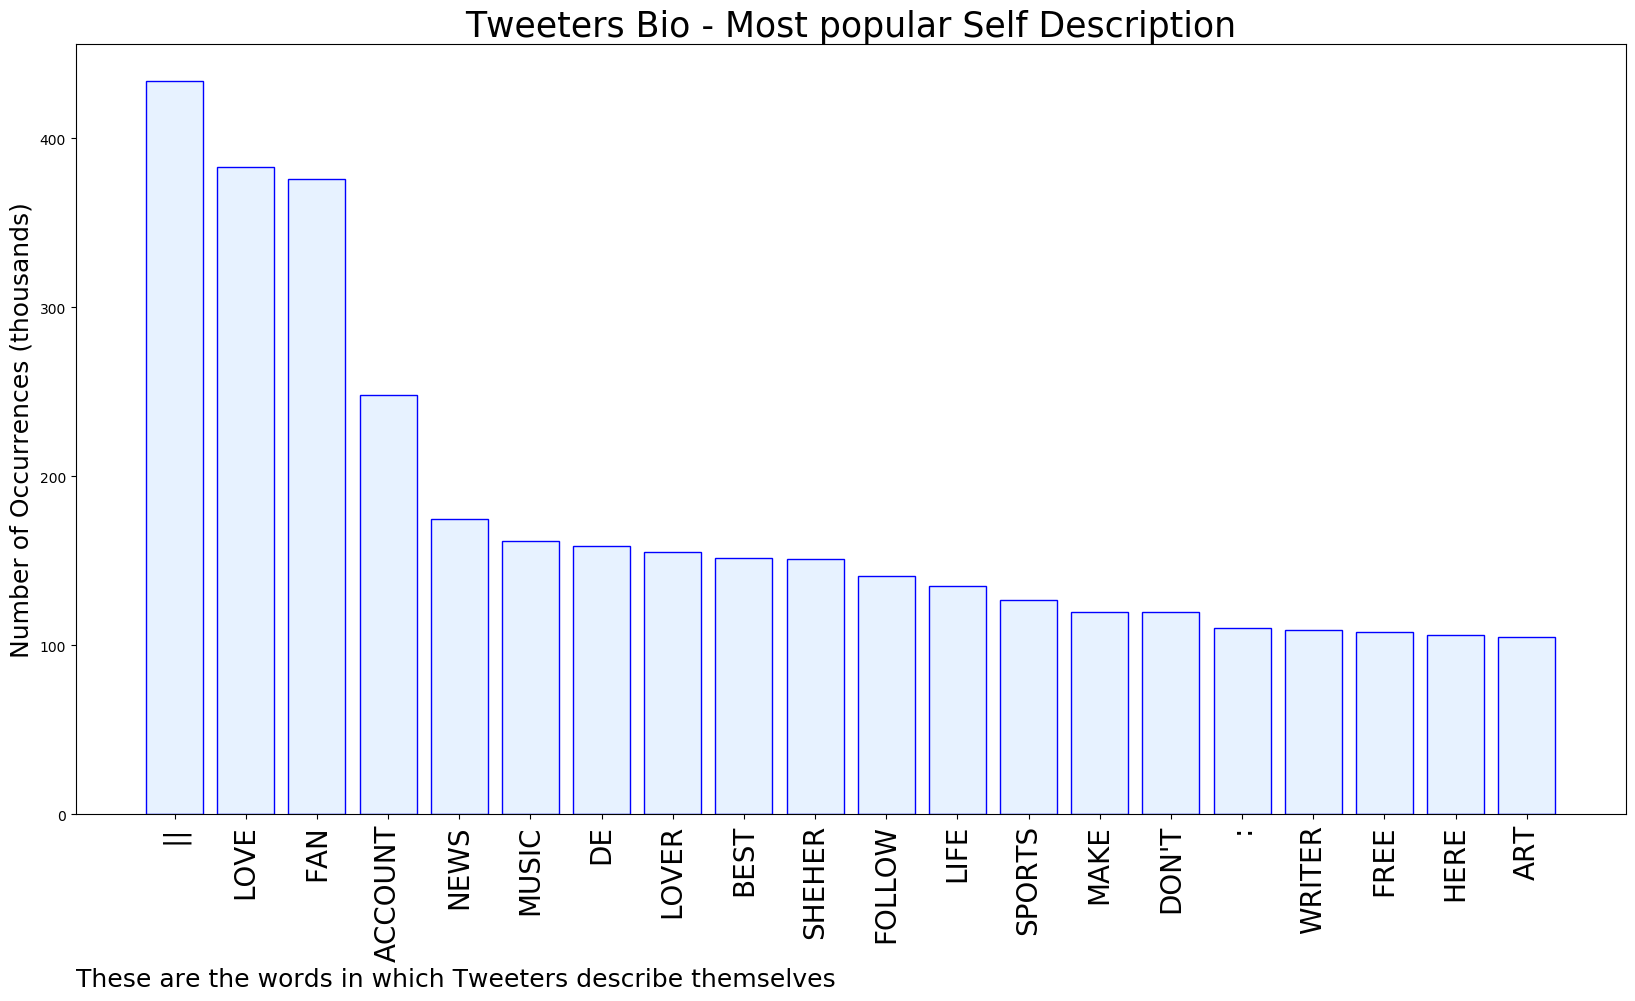 Tweeters Bio - Most popular Self Description
Number of Occurrences (thousands)
400
300
200
100
0
||
LOVE
FAN
ACCOUNT
NEWS
MUSIC
DE
LOVER
BEST
SHEHER
FOLLOW
LIFE
SPORTS
MAKE
DON'T
:
WRITER
FREE
HERE
ART
These are the words in which Tweeters describe themselves